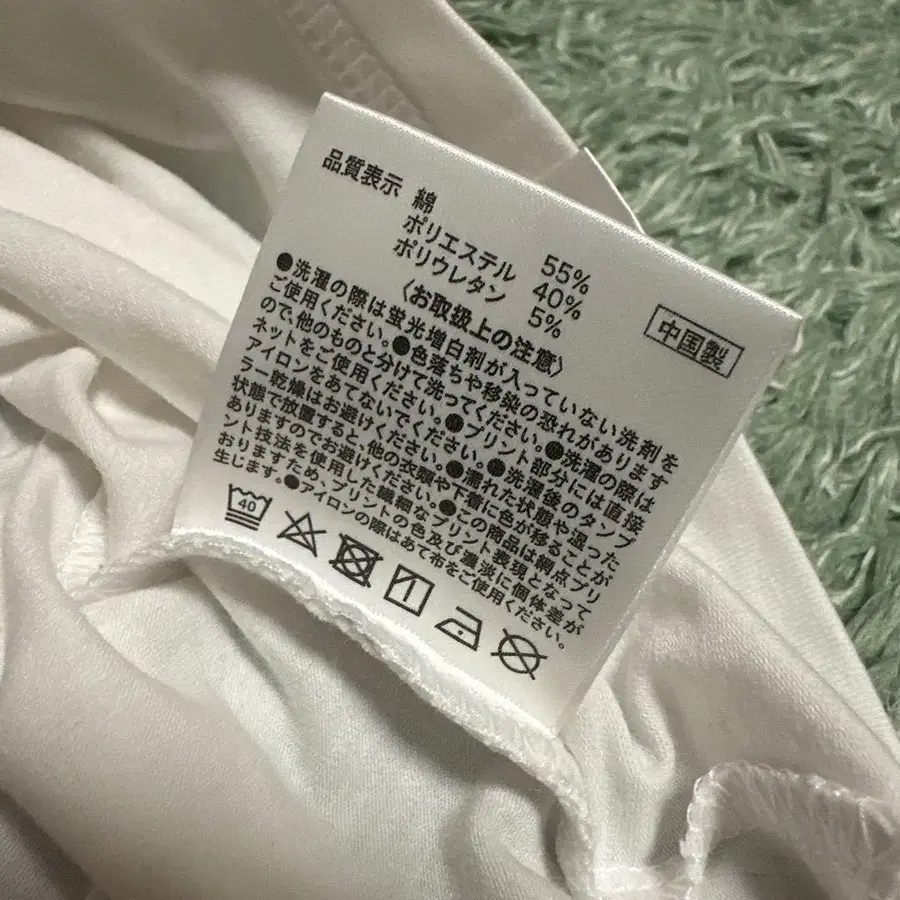 品質表示 綿 55%
ポリエステル 40%
ポリウレタン 5%
中国製
〈お取扱上の注意〉
●洗濯の際は蛍光増白剤が入っていない洗剤を
ご使用ください。●色落ちや移染の恐れがあります
ので、他のものと分けて洗ってください。●洗濯の際は
ネットをご使用ください。●プリント部分には直接
アイロンをあてないでください。●洗濯後のタンブ
ラー乾燥はお避けください。●濡れた状態や湿った
状態で放置すると、他の衣類や下着に色が移ることが
ありますのでお避けください。●この商品は網点プリ
ント技法を使用した繊細なプリント表現となって
おりますため、プリントの色及び濃淡に個体差が
生じます。●アイロンの際はあて布をご使用ください。
40